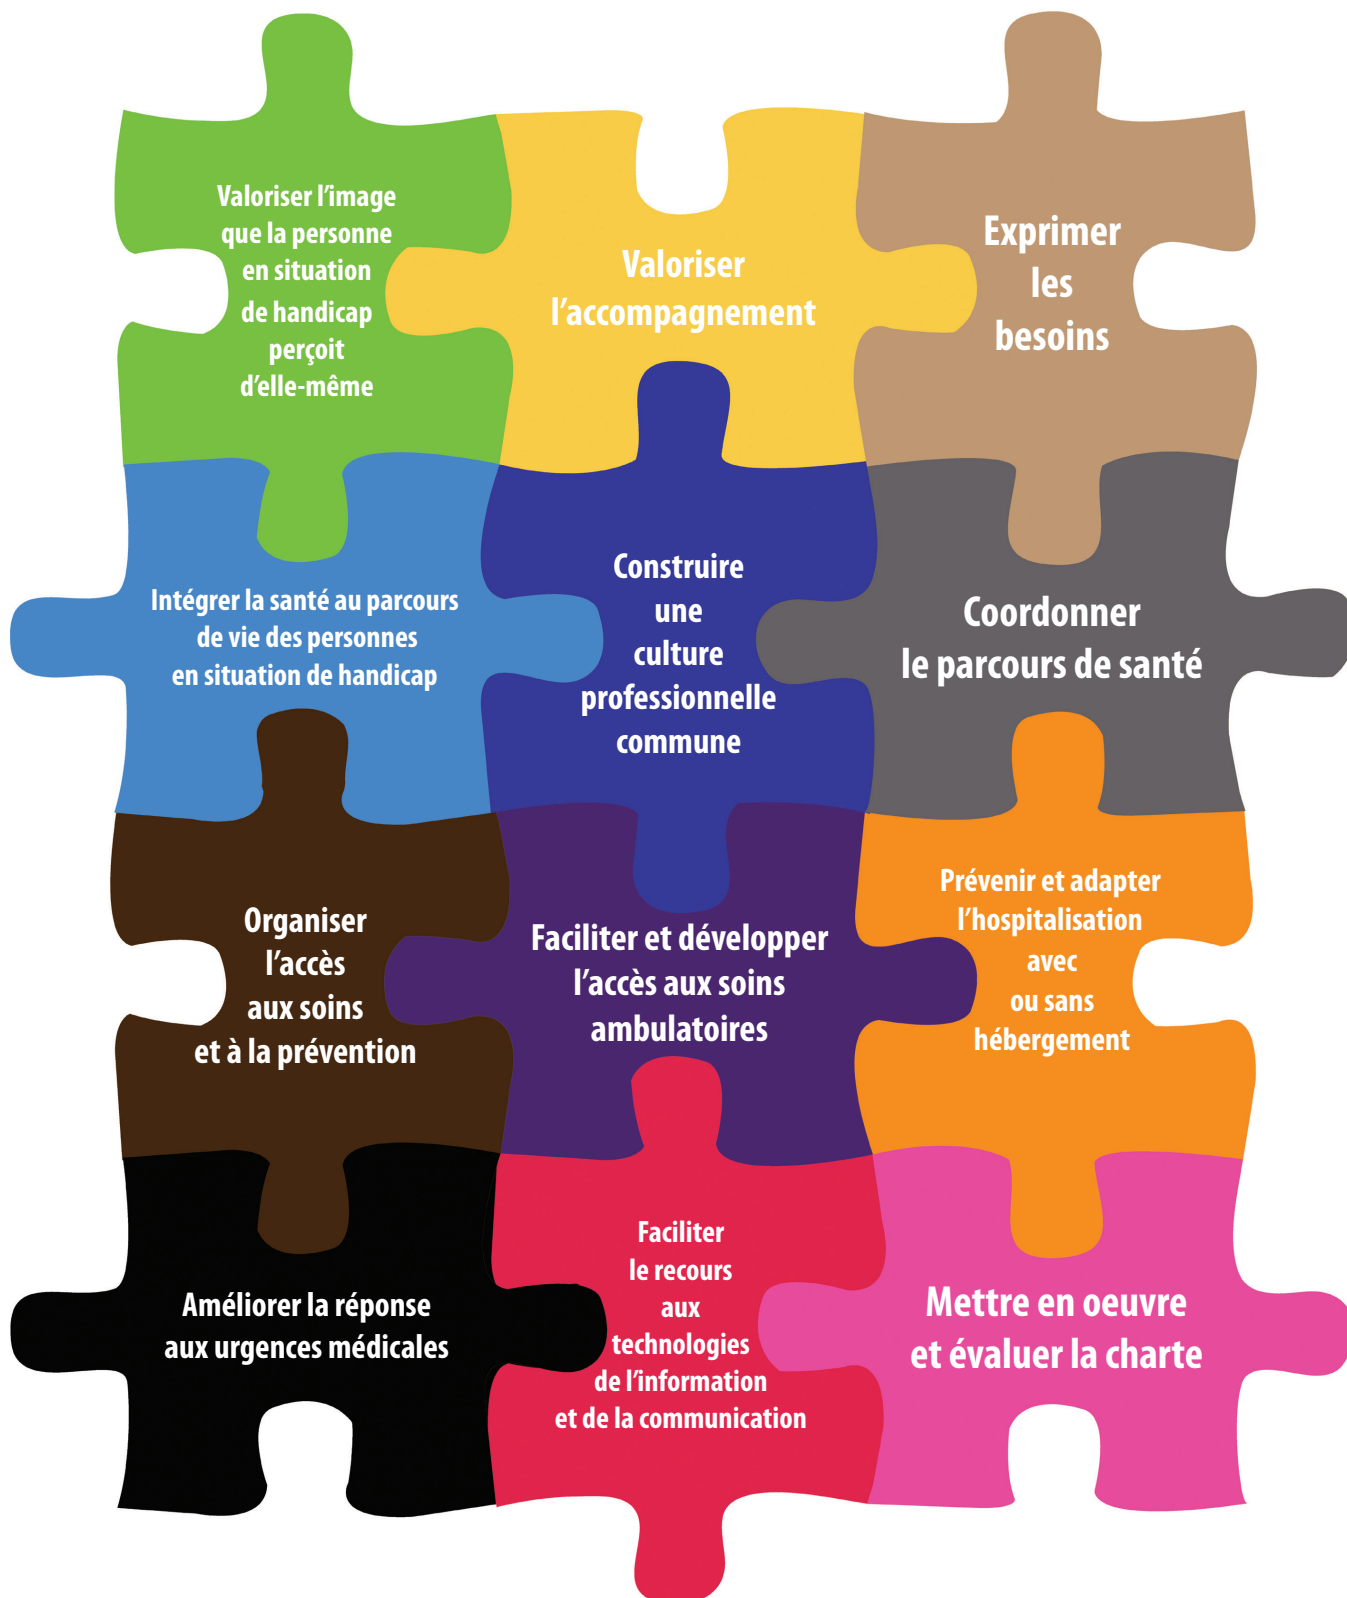 Valoriser l'image
que la personne
en situation
de handicap
perçoit
d'elle-même
Valoriser
l'accompagnement
Exprimer
les
besoins
Intégrer la santé au parcours
de vie des personnes
en situation de handicap
Construire
une
culture
professionnelle
commune
Coordonner
le parcours de santé
Organiser
l'accès
aux soins
et à la prévention
Faciliter et développer
l'accès aux soins
ambulatoires
Prévenir et adapter
l'hospitalisation
avec
ou sans
hébergement
Améliorer la réponse
aux urgences médicales
Faciliter
le recours
aux
technologies
de l'information
et de la communication
Mettre en oeuvre
et évaluer la charte